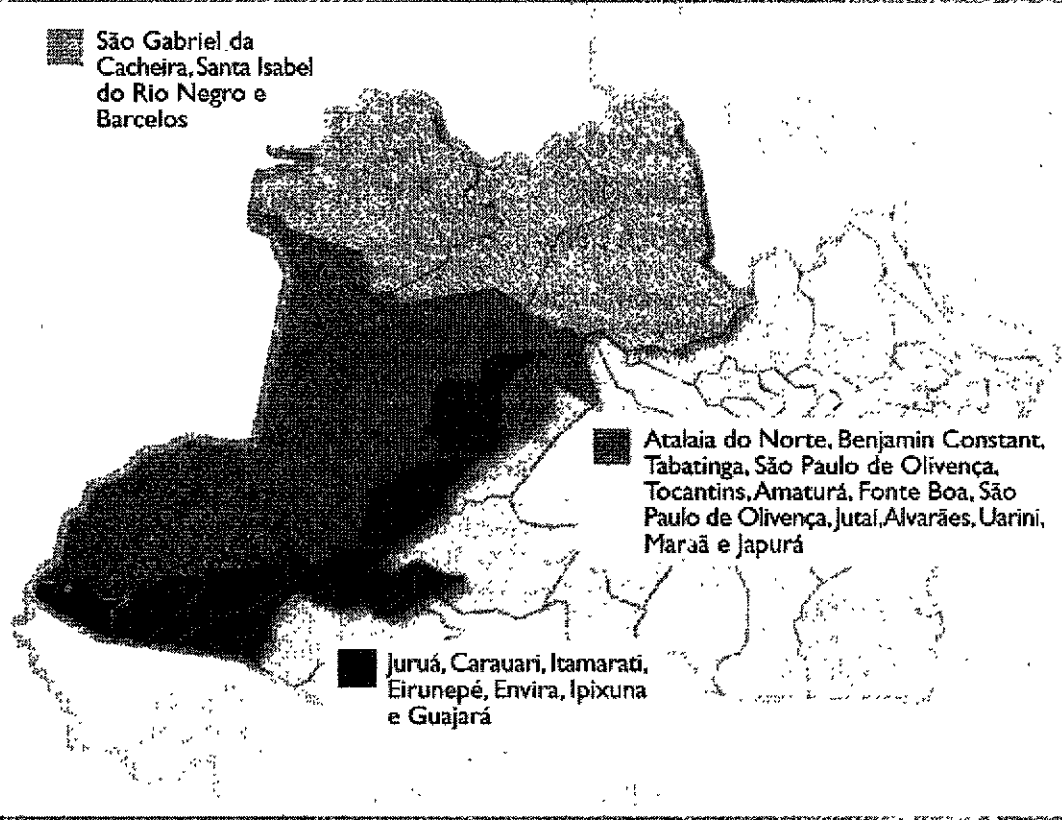 São Gabriel da
Cacheira, Santa Isabel
do Rio Negro e
Barcelos
Atalaia do Norte, Benjamin Constant,
Tabatinga, São Paulo de Olivença,
Tocantins, Amaturá, Fonte Boa, São
Paulo de Olivença, Jutaí, Alvarães, Uarini,
Maraã e Japurá
Juruá, Carauari, Itamarati,
Eirunepé, Envira, Ipixuna
e Guajará